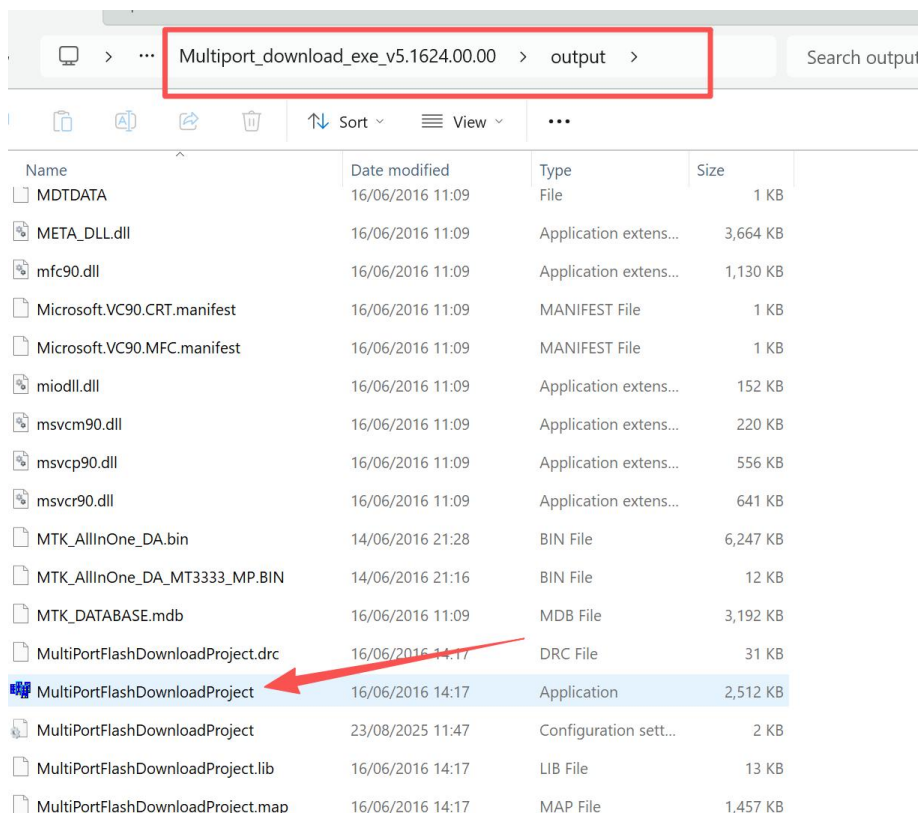 Multiport_download_exe_v5.1624.00.00 > output > Search output
Sort View
Name Date modified Type Size
MDTDATA 16/06/2016 11:09 File 1 KB
META_DLL.dll 16/06/2016 11:09 Application extens... 3,664 KB
mfc90.dll 16/06/2016 11:09 Application extens... 1,130 KB
Microsoft.VC90.CRT.manifest 16/06/2016 11:09 MANIFEST File 1 KB
Microsoft.VC90.MFC.manifest 16/06/2016 11:09 MANIFEST File 1 KB
miodll.dll 16/06/2016 11:09 Application extens... 152 KB
msvcm90.dll 16/06/2016 11:09 Application extens... 220 KB
msvcp90.dll 16/06/2016 11:09 Application extens... 556 KB
msvcr90.dll 16/06/2016 11:09 Application extens... 641 KB
MTK_AllInOne_DA.bin 14/06/2016 21:28 BIN File 6,247 KB
MTK_AllInOne_DA_MT3333_MP.BIN 14/06/2016 21:16 BIN File 12 KB
MTK_DATABASE.mdb 16/06/2016 11:09 MDB File 3,192 KB
MultiPortFlashDownloadProject.drc 16/06/2016 14:17 DRC File 31 KB
MultiPortFlashDownloadProject 16/06/2016 14:17 Application 2,512 KB
MultiPortFlashDownloadProject 23/08/2025 11:47 Configuration sett... 2 KB
MultiPortFlashDownloadProject.lib 16/06/2016 14:17 LIB File 13 KB
MultiPortFlashDownloadProject.map 16/06/2016 14:17 MAP File 1,457 KB